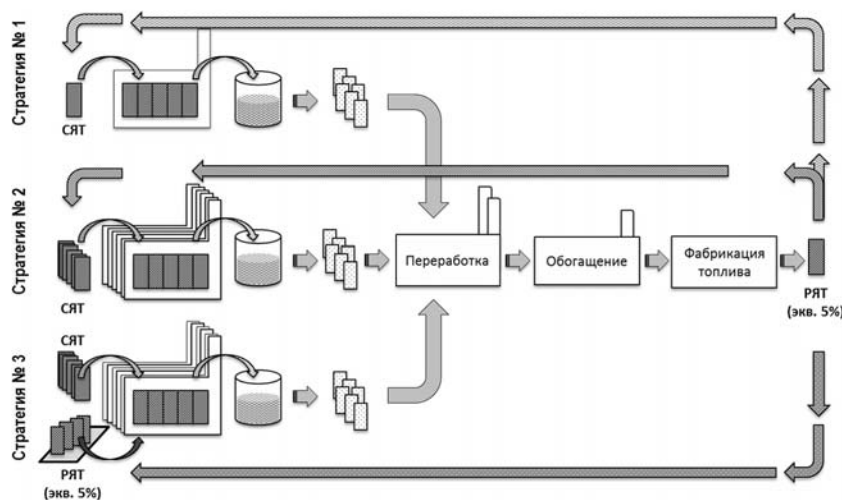 Стратегия № 1
СЯТ
Стратегия № 2
СЯТ
Переработка
Обогащение
Фабрикация
топлива
РЯТ
(экв. 5%)
Стратегия № 3
СЯТ
РЯТ
(экв. 5%)